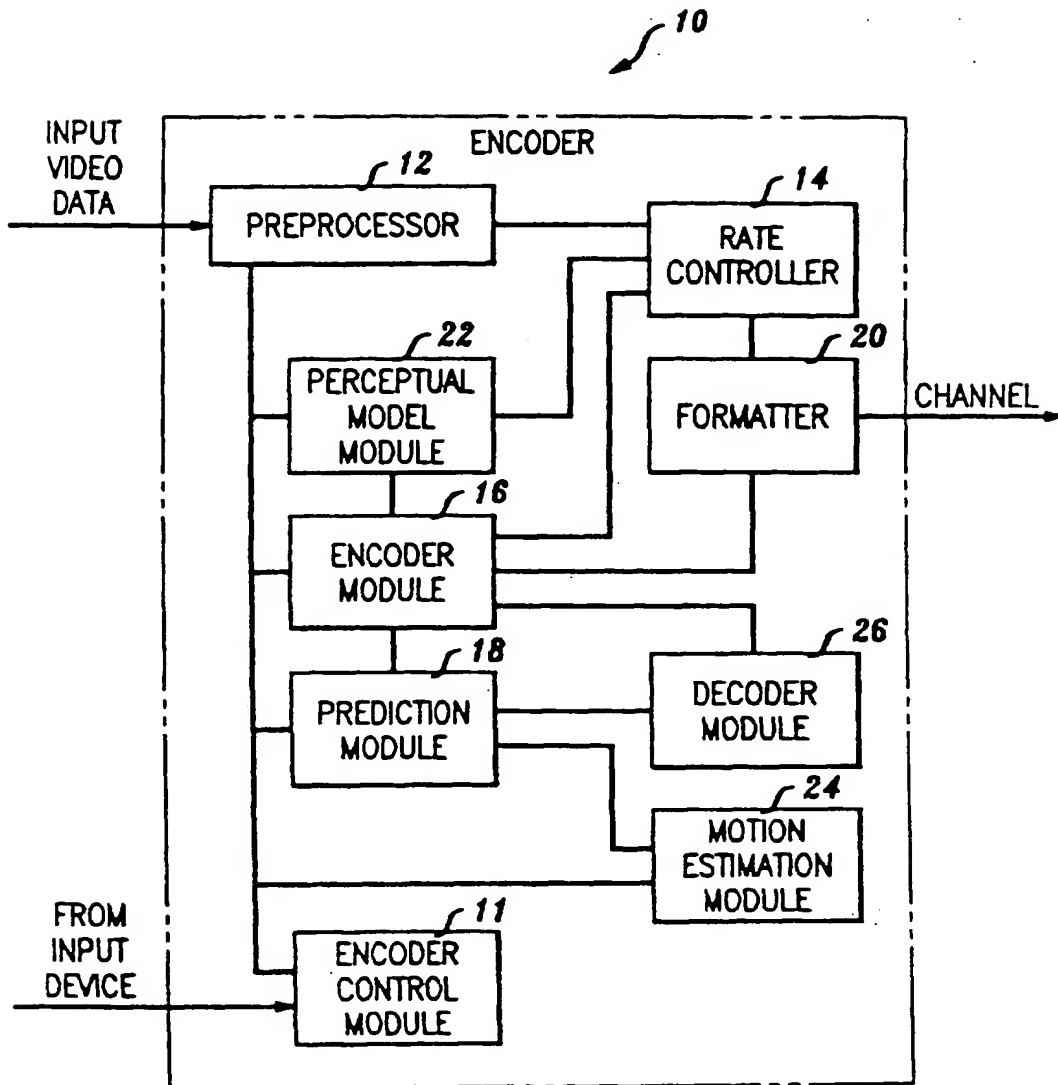 10
INPUT
VIDEO
DATA
ENCODER
12
PREPROCESSOR
14
RATE
CONTROLLER
22
PERCEPTUAL
MODEL
MODULE
20
FORMATTER
CHANNEL
16
ENCODER
MODULE
18
PREDICTION
MODULE
26
DECODER
MODULE
24
MOTION
ESTIMATION
MODULE
FROM
INPUT
DEVICE
11
ENCODER
CONTROL
MODULE